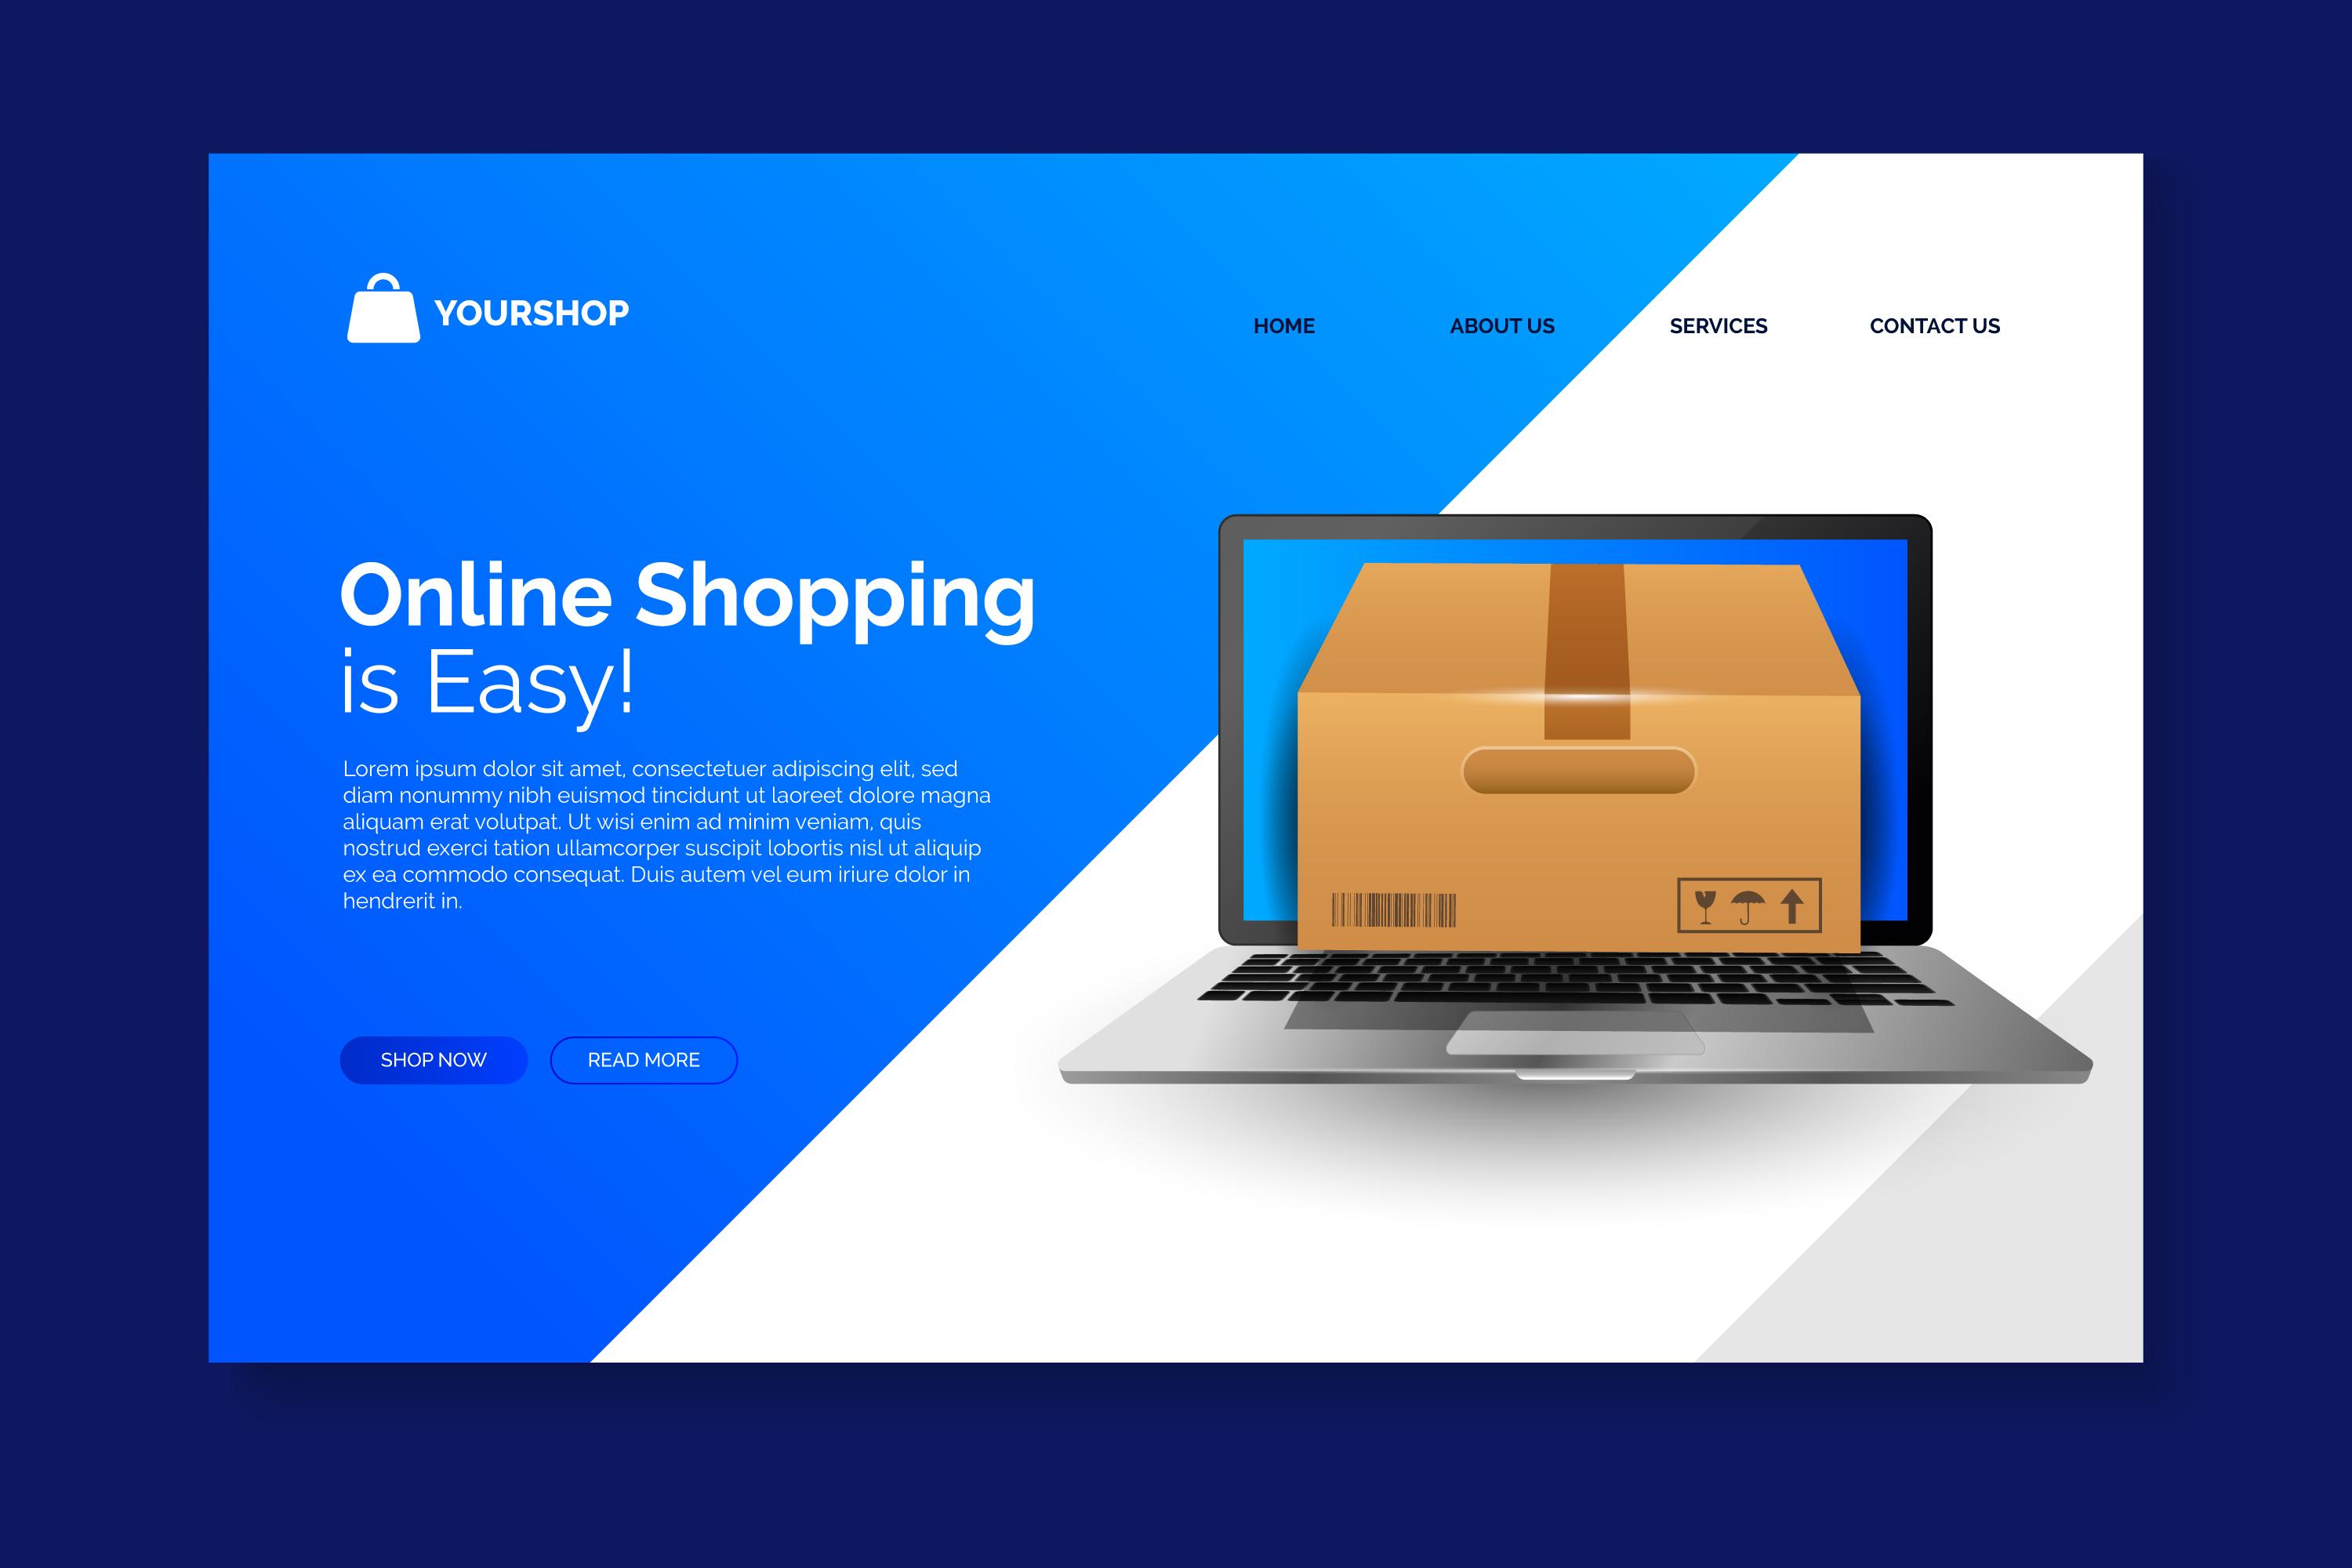 YOURSHOP
HOME
ABOUT US
SERVICES
CONTACT US
Online Shopping
is Easy!
Lorem ipsum dolor sit amet, consectetuer adipiscing elit, sed
diam nonummy nibh euismod tincidunt ut laoreet dolore magna
aliquam erat volutpat. Ut wisi enim ad minim veniam, quis
nostrud exerci tation ullamcorper suscipit lobortis nisl ut aliquip
ex ea commodo consequat. Duis autem vel eum iriure dolor in
hendrerit in.
SHOP NOW
READ MORE